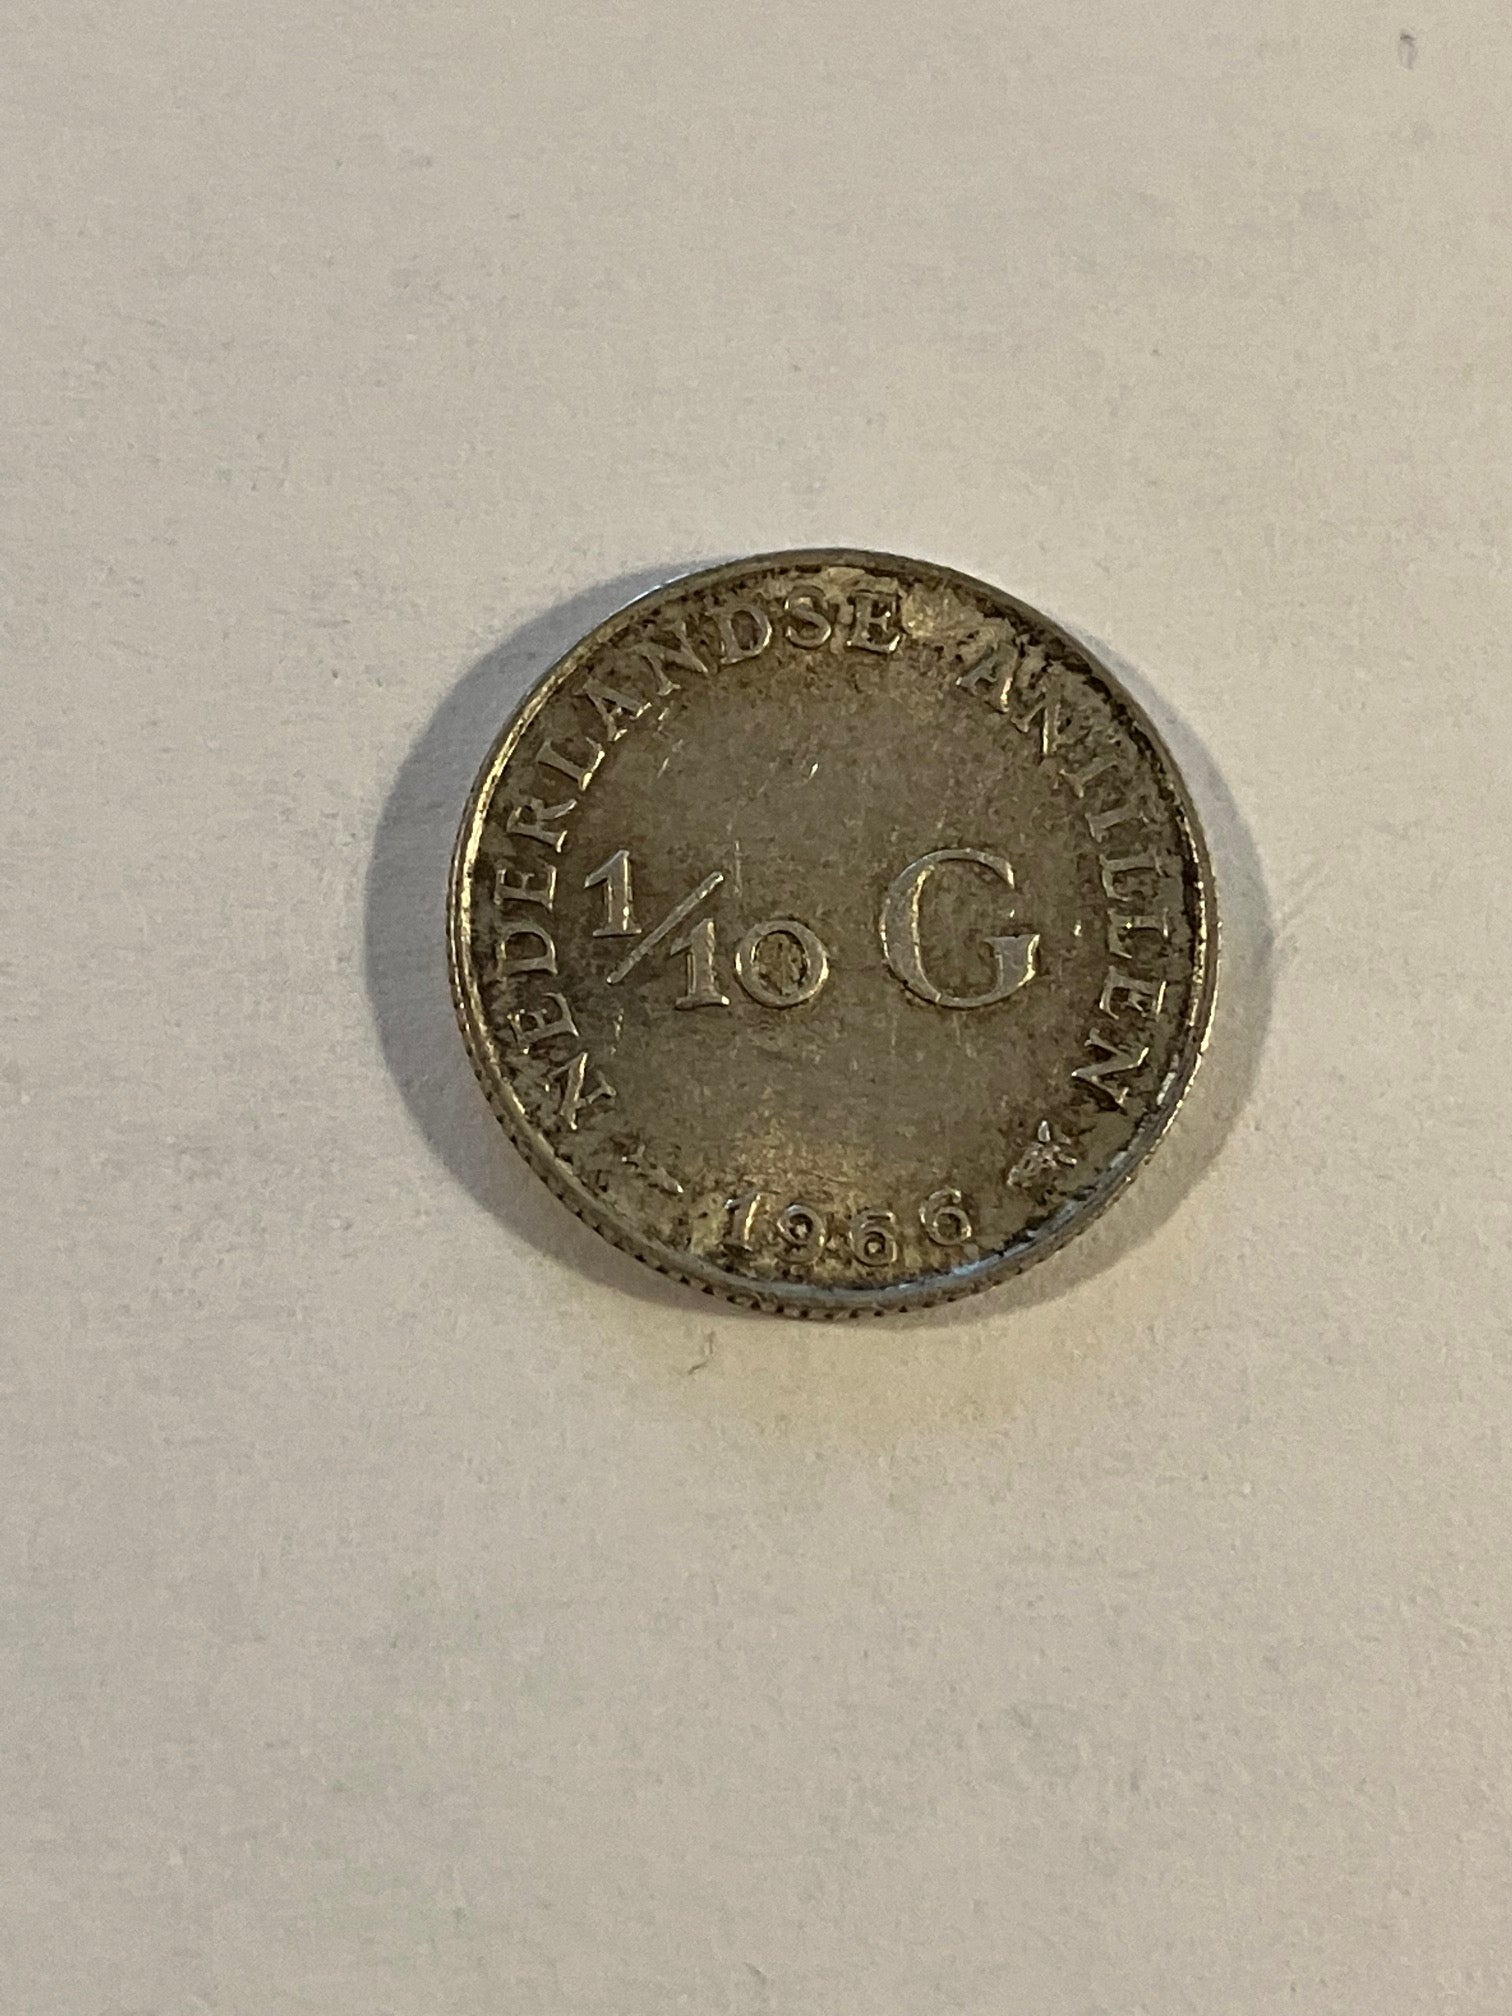 NEDERLANDSE ANTILLEN
1/10 G
1966